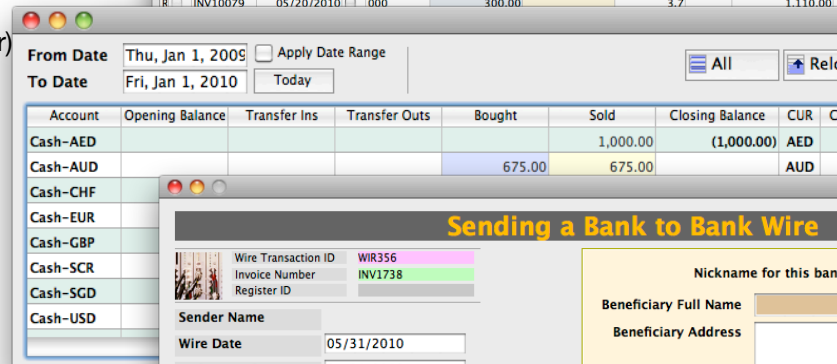 R INV10079 05/20/2010 000 300.00 3.7 1,110.00
r)
From Date Thu, Jan 1, 2009 Apply Date Range
To Date Fri, Jan 1, 2010 Today
All
Account Opening Balance Transfer Ins Transfer Outs Bought Sold Closing Balance CUR
Cash-AED 1,000.00 (1,000.00) AED
Cash-AUD 675.00 675.00 AUD
Cash-CHF
Cash-EUR
Cash-GBP
Cash-SCR
Cash-SGD
Cash-USD
Sending a Bank to Bank Wire
Wire Transaction ID WIR356
Invoice Number INV1738
Register ID
Nickname for this ban
Beneficiary Full Name
Beneficiary Address
Sender Name
Wire Date 05/31/2010